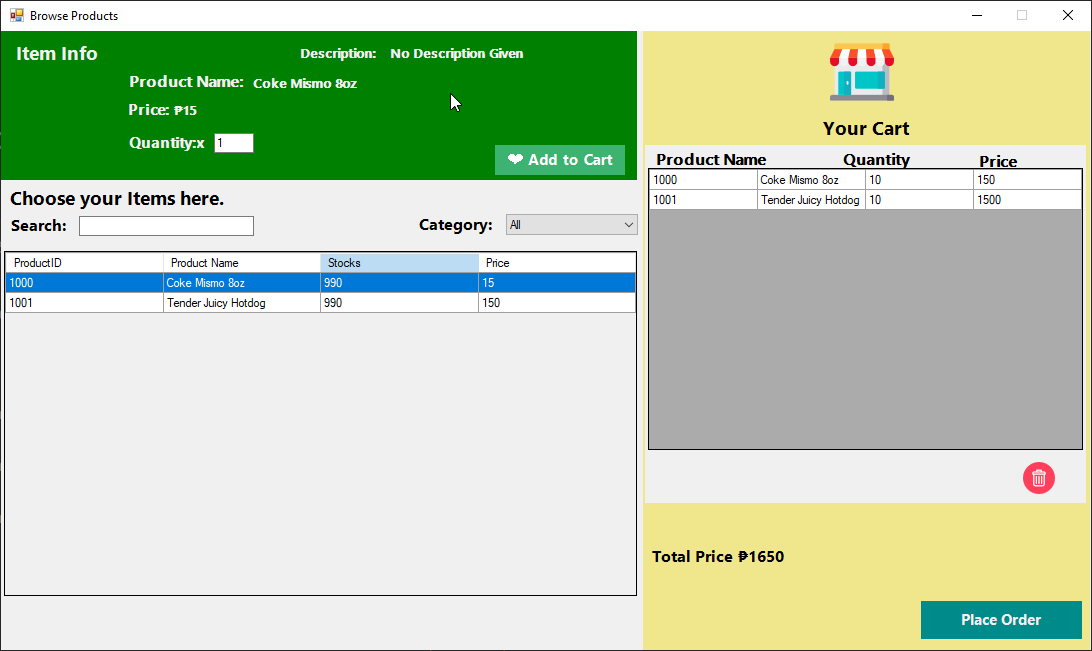 Browse Products
Item Info
Description: No Description Given
Product Name: Coke Mismo 8oz
Price: ₱15
Quantity:x 1
❤ Add to Cart
Choose your Items here.
Search:
Category: All
ProductID Product Name Stocks Price
1000 Coke Mismo 8oz 990 15
1001 Tender Juicy Hotdog 990 150
Your Cart
Product Name Quantity Price
1000 Coke Mismo 8oz 10 150
1001 Tender Juicy Hotdog 10 1500
Total Price ₱1650
Place Order